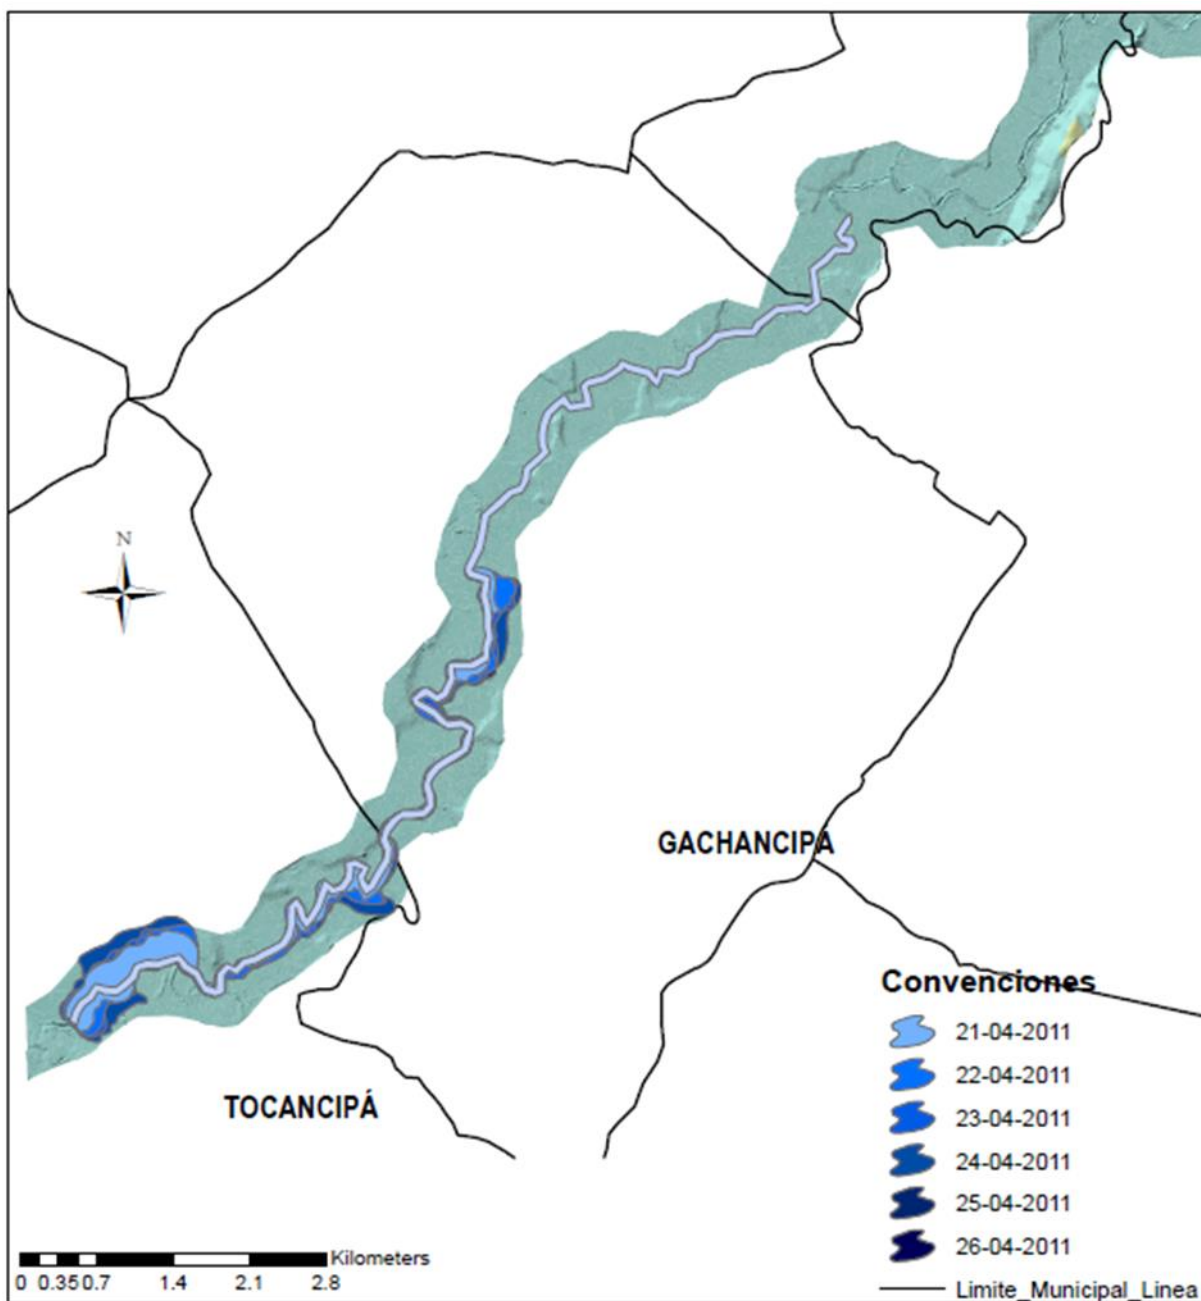 N
GACHANCIPÁ
TOCANCIPÁ
Convenciones
21-04-2011
22-04-2011
23-04-2011
24-04-2011
25-04-2011
26-04-2011
Limite_Municipal_Linea
Kilometers
0 0.35 0.7 1.4 2.1 2.8